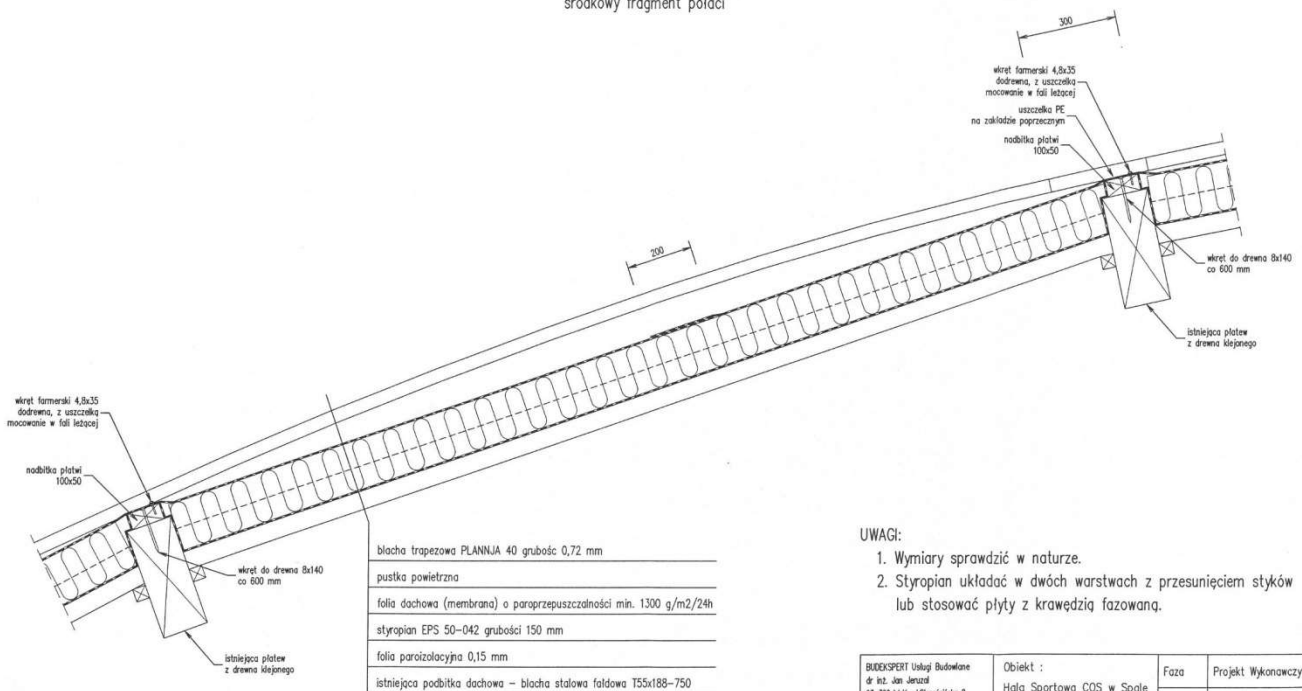 środkowy fragment połaci
300
wkręt farmerski 4,8x35
dodrewna, z uszczelką
mocowanie w fali leżącej
uszczelka PE
na zakładzie poprzecznym
nadbitka płatwi
100x50
200
wkręt do drewna 8x140
co 600 mm
istniejąca płatew
z drewna klejonego
wkręt farmerski 4,8x35
dodrewna, z uszczelką
mocowanie w fali leżącej
nadbitka płatwi
100x50
wkręt do drewna 8x140
co 600 mm
istniejąca płatew
z drewna klejonego
blacha trapezowa PLANNJA 40 grubośc 0,72 mm
pustka powietrzna
folia dachowa (membrana) o paroprzepuszczalności min. 1300 g/m2/24h
styropian EPS 50-042 grubości 150 mm
folia paroizolacyjna 0,15 mm
istniejąca podbitka dachowa – blacha stalowa fałdowa T55x188-750
UWAGI:
1. Wymiary sprawdzić w naturze.
2. Styropian układać w dwóch warstwach z przesunięciem styków
lub stosować płyty z krawędzią fazowaną.
BUDEKSPERT Usługi Budowlane
dr inż. Jan Jeruzal
Obiekt :
Hala Sportowa COS w Spale
Faza
Projekt Wykonawczy